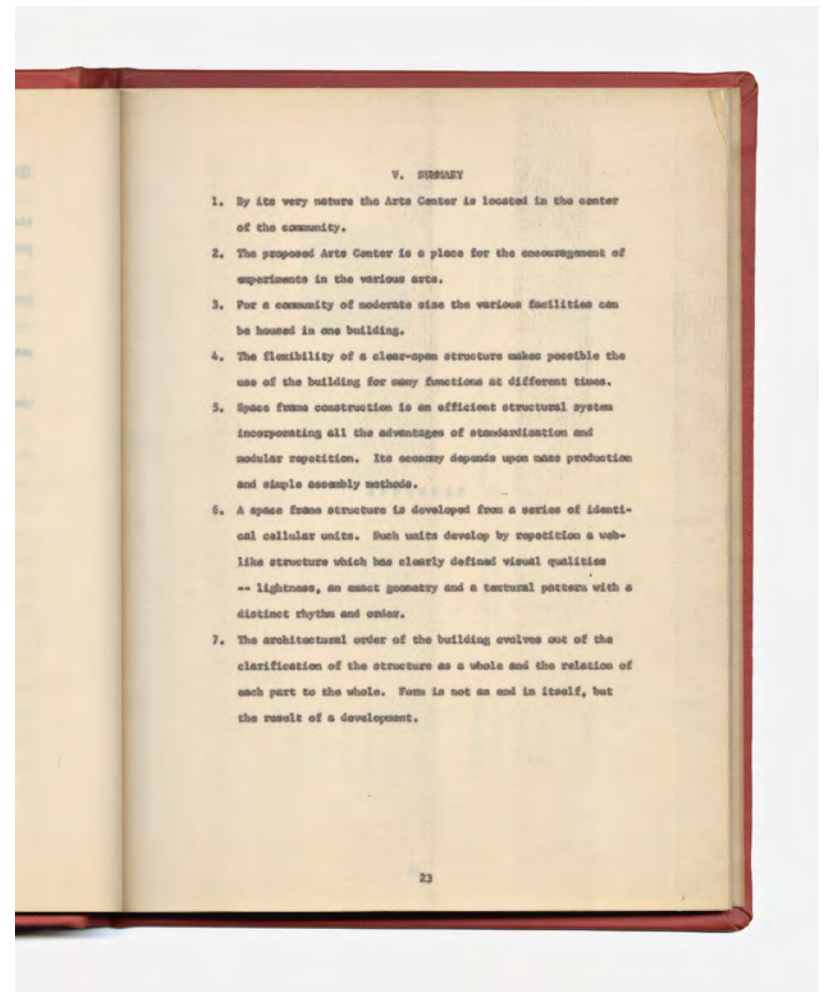 V. SUMMARY
1. By its very nature the Arts Center is located in the center
of the community.
2. The proposed Arts Center is a place for the encouragement of
experiments in the various arts.
3. For a community of moderate size the various facilities can
be housed in one building.
4. The flexibility of a clear-span structure makes possible the
use of the building for many functions at different times.
5. Space frame construction is an efficient structural system
incorporating all the advantages of standardization and
modular repetition. Its economy depends upon mass production
and simple assembly methods.
6. A space frame structure is developed from a series of identi-
cal cellular units. Such units develop by repetition a web-
like structure which has clearly defined visual qualities
-- lightness, an exact geometry and a textural pattern with a
distinct rhythm and order.
7. The architectural order of the building evolves out of the
clarification of the structure as a whole and the relation of
each part to the whole. Form is not an end in itself, but
the result of a development.
23